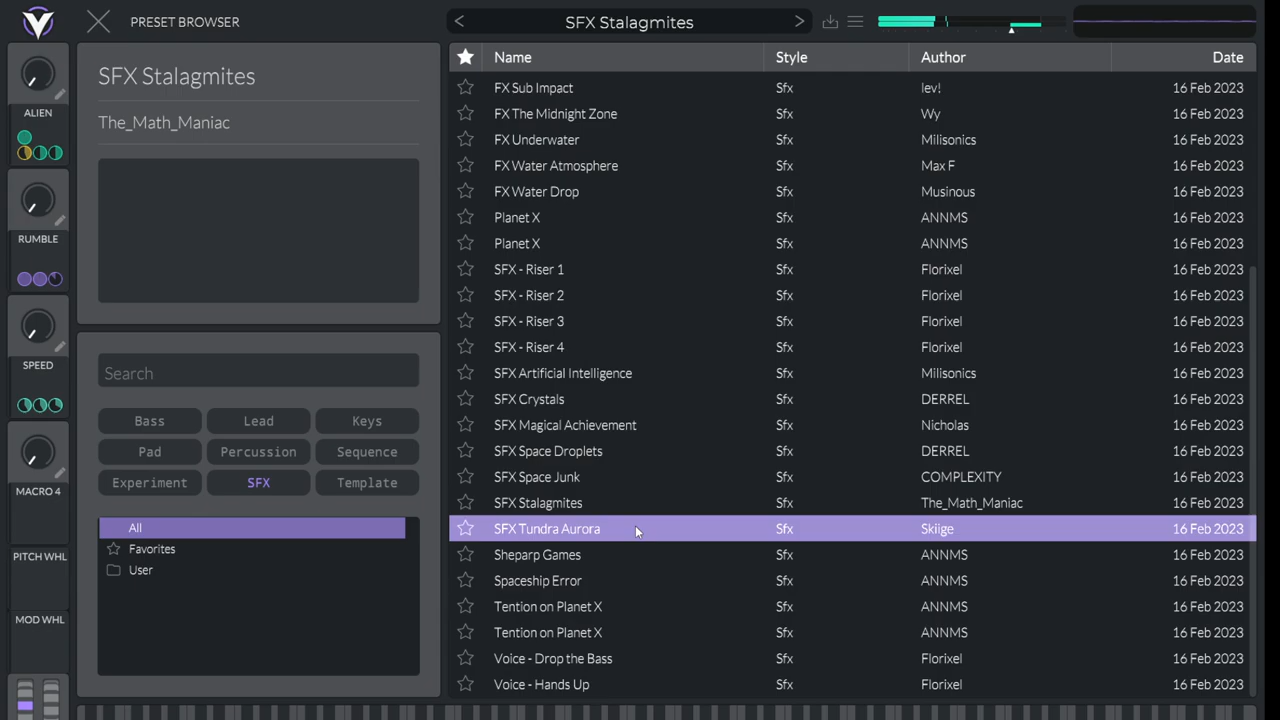 PRESET BROWSER
SFX Stalagmites
SFX Stalagmites
The_Math_Maniac
ALIEN
RUMBLE
SPEED
MACRO 4
PITCH WHL
MOD WHL
Search
Bass Lead Keys
Pad Percussion Sequence
Experiment SFX Template
All
Favorites
User
Name Style Author Date
FX Sub Impact Sfx lev! 16 Feb 2023
FX The Midnight Zone Sfx Wy 16 Feb 2023
FX Underwater Sfx Milisonics 16 Feb 2023
FX Water Atmosphere Sfx Max F 16 Feb 2023
FX Water Drop Sfx Musinous 16 Feb 2023
Planet X Sfx ANNMS 16 Feb 2023
Planet X Sfx ANNMS 16 Feb 2023
SFX - Riser 1 Sfx Florixel 16 Feb 2023
SFX - Riser 2 Sfx Florixel 16 Feb 2023
SFX - Riser 3 Sfx Florixel 16 Feb 2023
SFX - Riser 4 Sfx Florixel 16 Feb 2023
SFX Artificial Intelligence Sfx Milisonics 16 Feb 2023
SFX Crystals Sfx DERREL 16 Feb 2023
SFX Magical Achievement Sfx Nicholas 16 Feb 2023
SFX Space Droplets Sfx DERREL 16 Feb 2023
SFX Space Junk Sfx COMPLEXITY 16 Feb 2023
SFX Stalagmites Sfx The_Math_Maniac 16 Feb 2023
SFX Tundra Aurora Sfx Skiige 16 Feb 2023
Sheparp Games Sfx ANNMS 16 Feb 2023
Spaceship Error Sfx ANNMS 16 Feb 2023
Tention on Planet X Sfx ANNMS 16 Feb 2023
Tention on Planet X Sfx ANNMS 16 Feb 2023
Voice - Drop the Bass Sfx Florixel 16 Feb 2023
Voice - Hands Up Sfx Florixel 16 Feb 2023